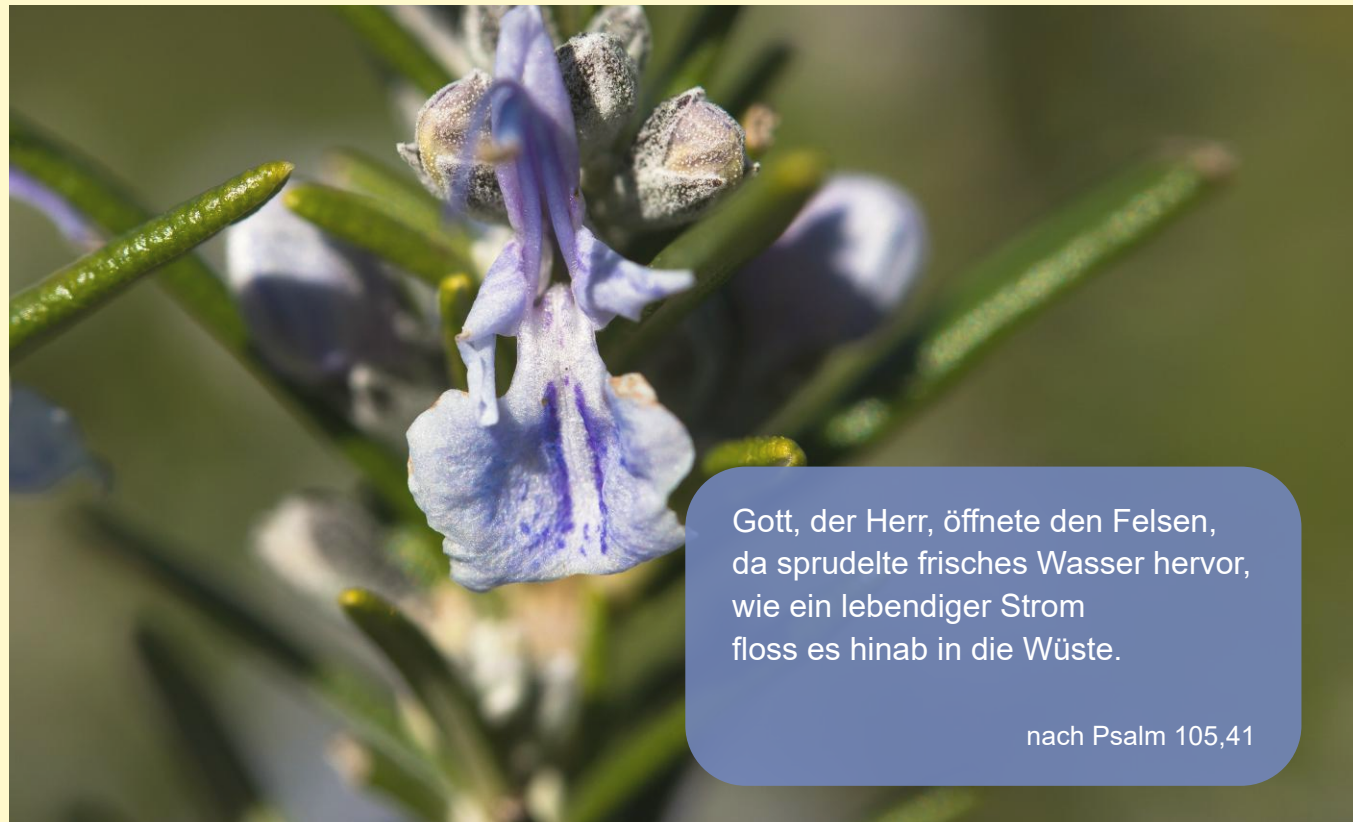 Gott, der Herr, öffnete den Felsen,
da sprudelte frisches Wasser hervor,
wie ein lebendiger Strom
floss es hinab in die Wüste.
nach Psalm 105,41